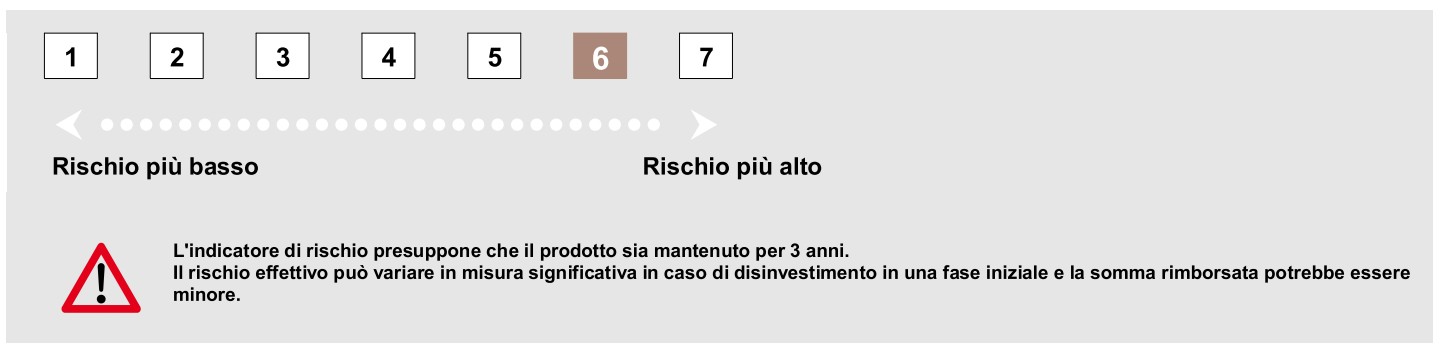 1 2 3 4 5 6 7
Rischio più basso Rischio più alto
L'indicatore di rischio presuppone che il prodotto sia mantenuto per 3 anni.
Il rischio effettivo può variare in misura significativa in caso di disinvestimento in una fase iniziale e la somma rimborsata potrebbe essere
minore.